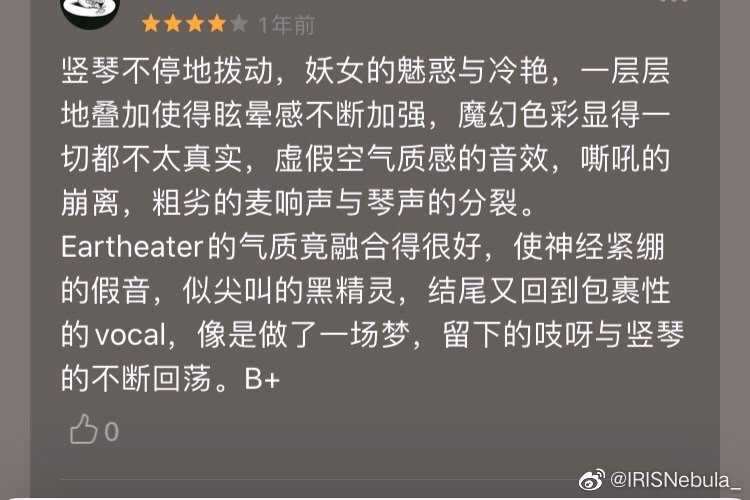 1年前
竖琴不停地拨动，妖女的魅惑与冷艳，一层层
地叠加使得眩晕感不断加强，魔幻色彩显得一
切都不太真实，虚假空气质感的音效，嘶吼的
崩离，粗劣的麦响声与琴声的分裂。
Eartheater的气质竟融合得很好，使神经紧绷
的假音，似尖叫的黑精灵，结尾又回到包裹性
的vocal，像是做了一场梦，留下的吱呀与竖琴
的不断回荡。B+
0
@IRISNebula_